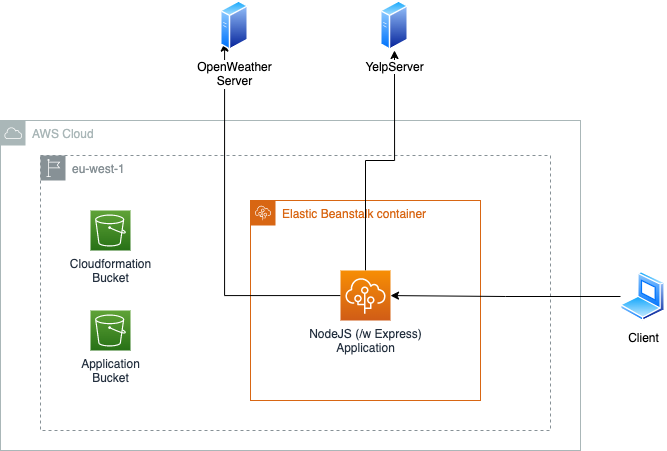 OpenWeather
Server
YelpServer
AWS Cloud
eu-west-1
Elastic Beanstalk container
Cloudformation
Bucket
NodeJS (/w Express)
Application
Client
Application
Bucket